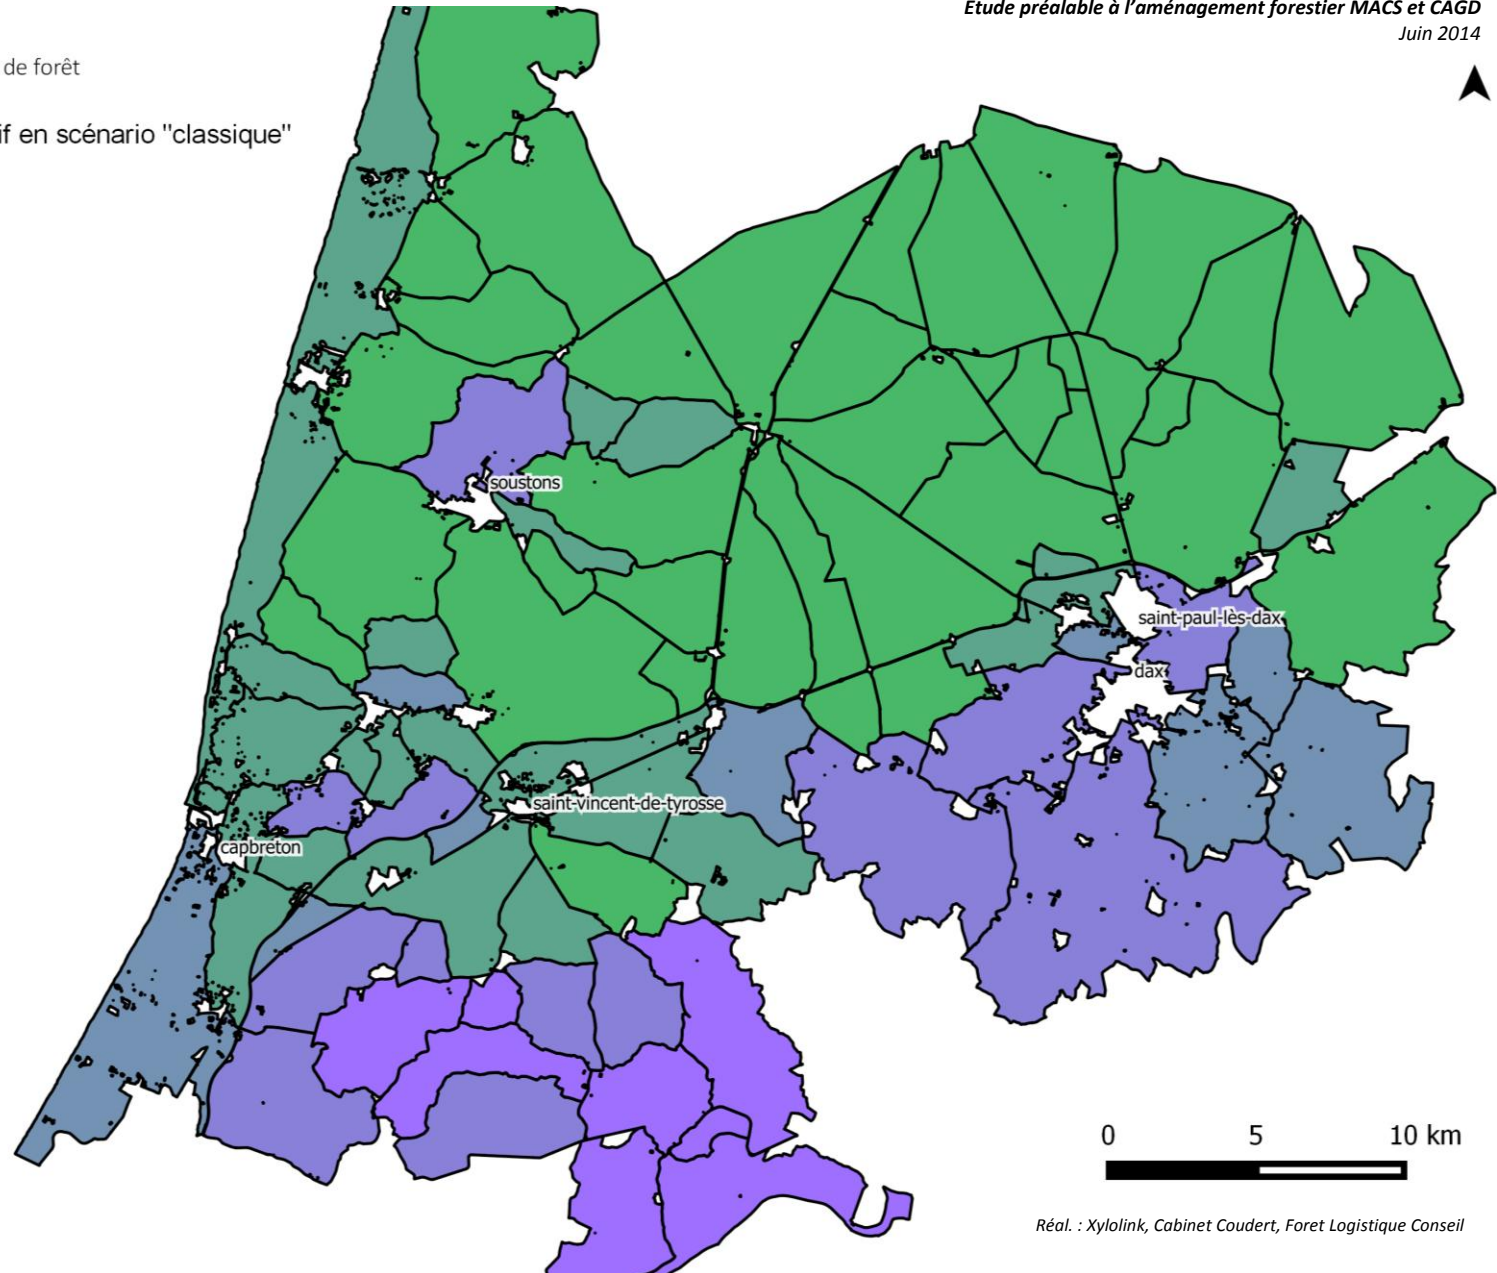 Etude préalable à l'aménagement forestier MACS et CAGD
Juin 2014
de forêt
if en scénario "classique"
soustons
saint-paul-lès-dax
dax
saint-vincent-de-tyrosse
capbreton
0 5 10 km
Réal. : Xylolink, Cabinet Coudert, Foret Logistique Conseil